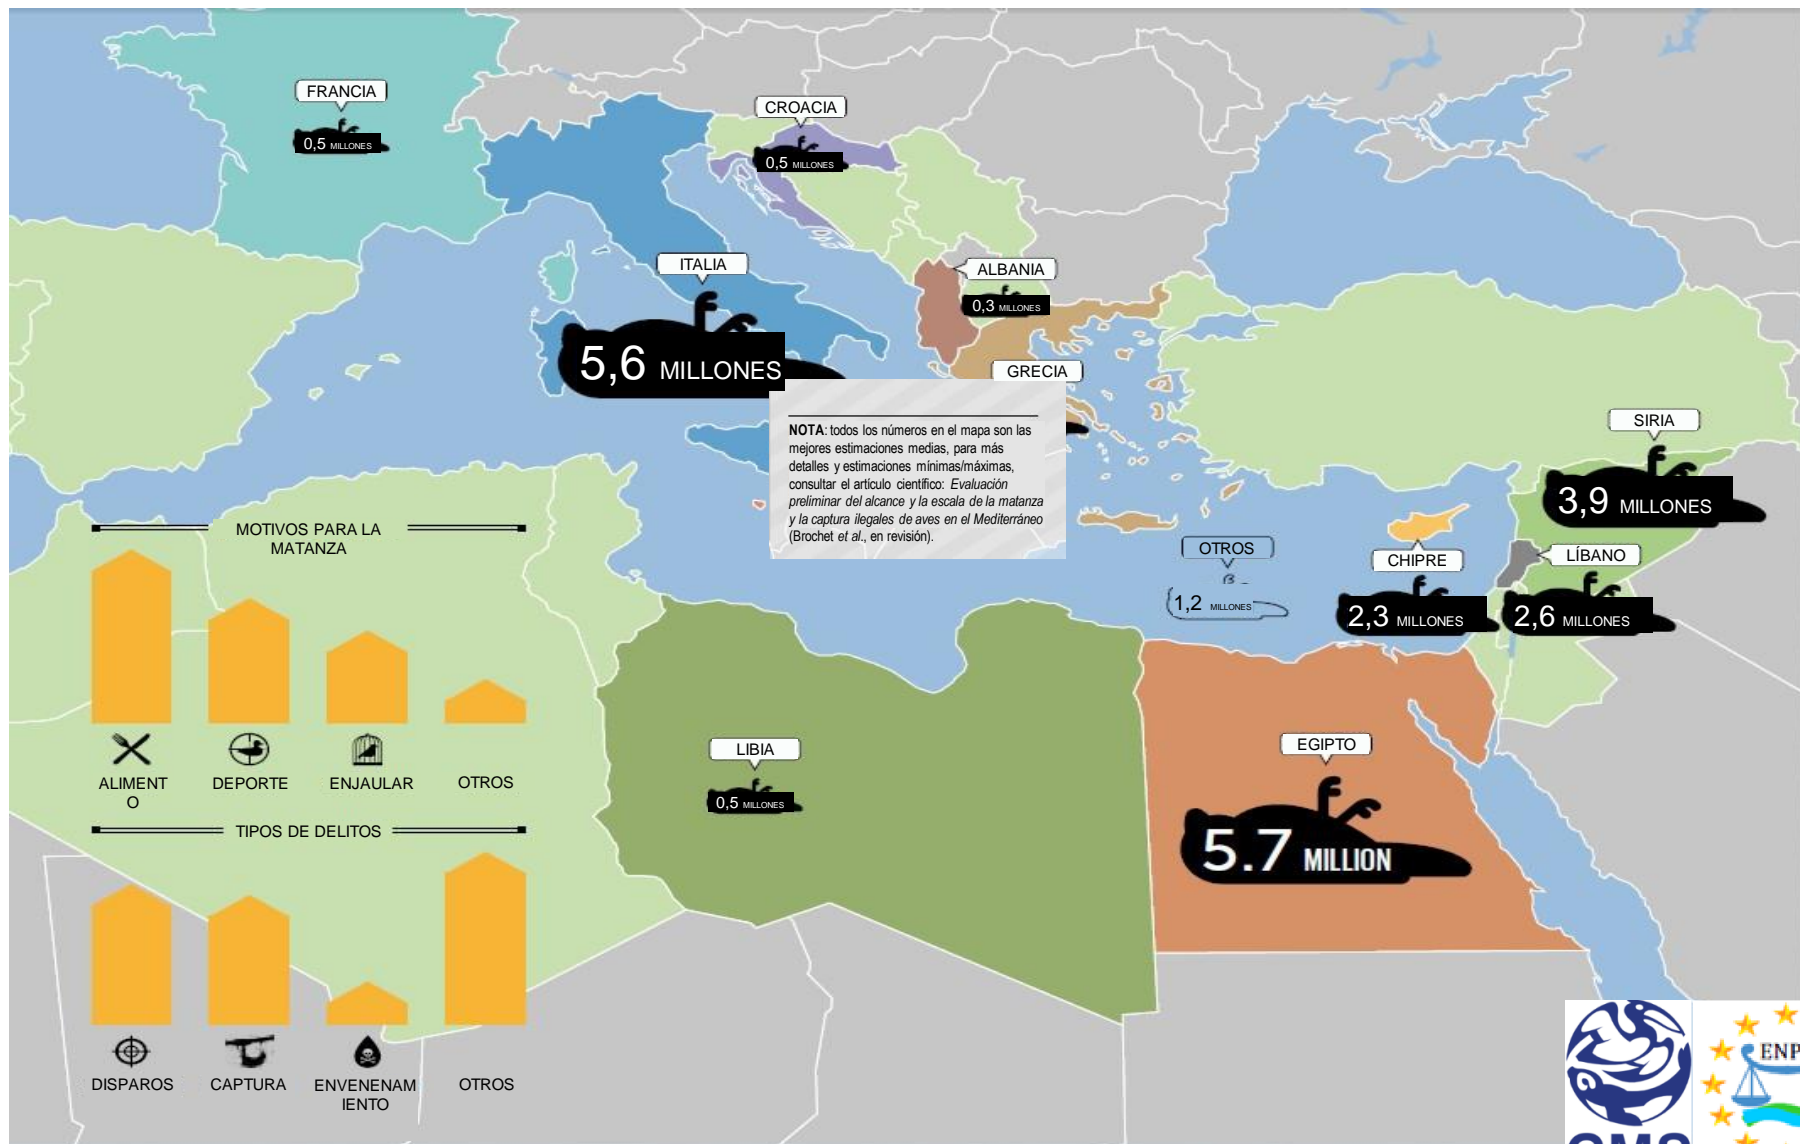 FRANCIA
0,5 MILLONES
CROACIA
0,5 MILLONES
ITALIA
5,6 MILLONES
ALBANIA
0,3 MILLONES
GRECIA
NOTA: todos los números en el mapa son las
mejores estimaciones medias, para más
detalles y estimaciones mínimas/máximas,
consultar el artículo científico: Evaluación
preliminar del alcance y la escala de la matanza
y la captura ilegales de aves en el Mediterráneo
(Brochet et al., en revisión).
SIRIA
3,9 MILLONES
OTROS
1,2 MILLONES
CHIPRE
2,3 MILLONES
LÍBANO
2,6 MILLONES
LIBIA
0,5 MILLONES
EGIPTO
5.7 MILLION
MOTIVOS PARA LA
MATANZA
ALIMENT
O
DEPORTE
ENJAULAR
OTROS
TIPOS DE DELITOS
DISPAROS
CAPTURA
ENVENENAM
IENTO
OTROS
CMS
ENP